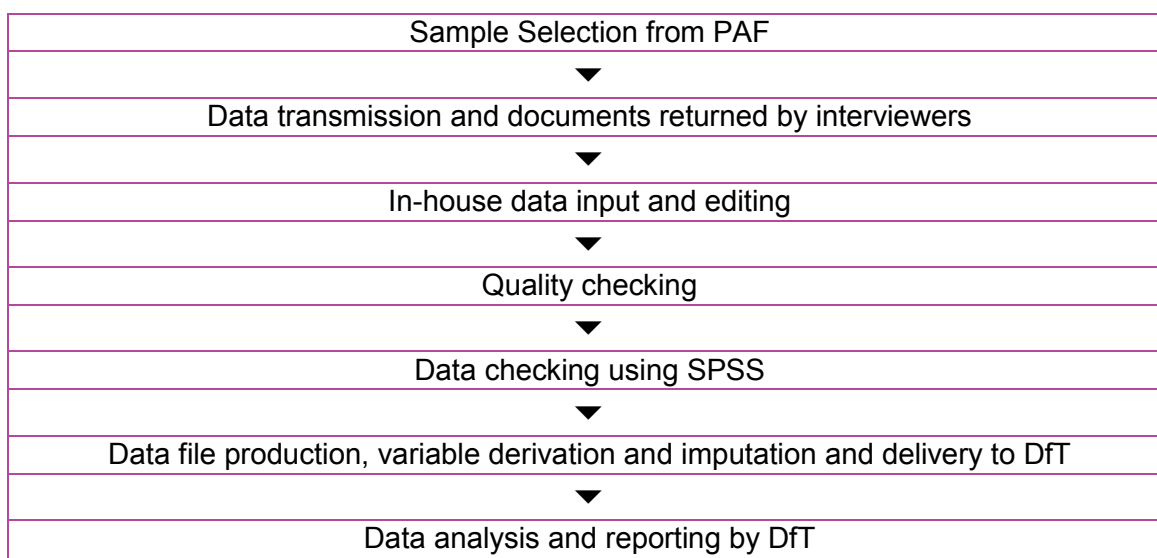 Sample Selection from PAF
Data transmission and documents returned by interviewers
In-house data input and editing
Quality checking
Data checking using SPSS
Data file production, variable derivation and imputation and delivery to DfT
Data analysis and reporting by DfT